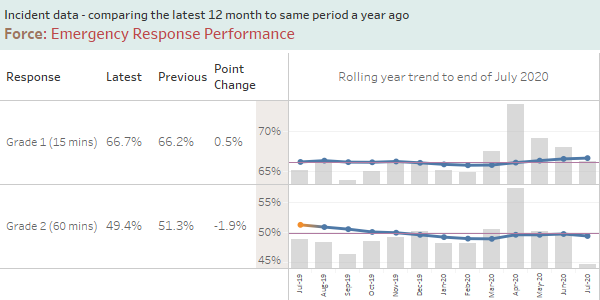 Incident data - comparing the latest 12 month to same period a year ago
Force: Emergency Response Performance
Response Latest Previous Point Change Rolling year trend to end of July 2020
Grade 1 (15 mins) 66.7% 66.2% 0.5%
70%
65%
Grade 2 (60 mins) 49.4% 51.3% -1.9%
55%
50%
45%
Jul-19 Aug-19 Sep-19 Oct-19 Nov-19 Dec-19 Jan-20 Feb-20 Mar-20 Apr-20 May-20 Jun-20 Jul-20